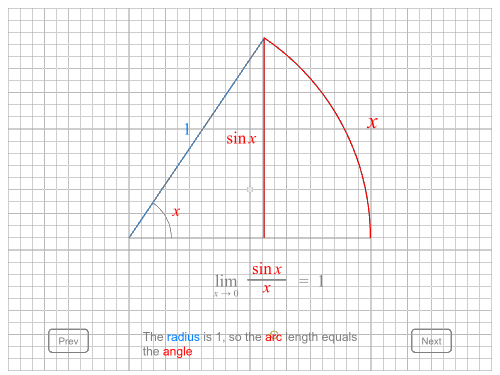 1
sin x
x
x
lim x→0 sin x / x = 1
Prev
The radius is 1, so the arc length equals
the angle
Next